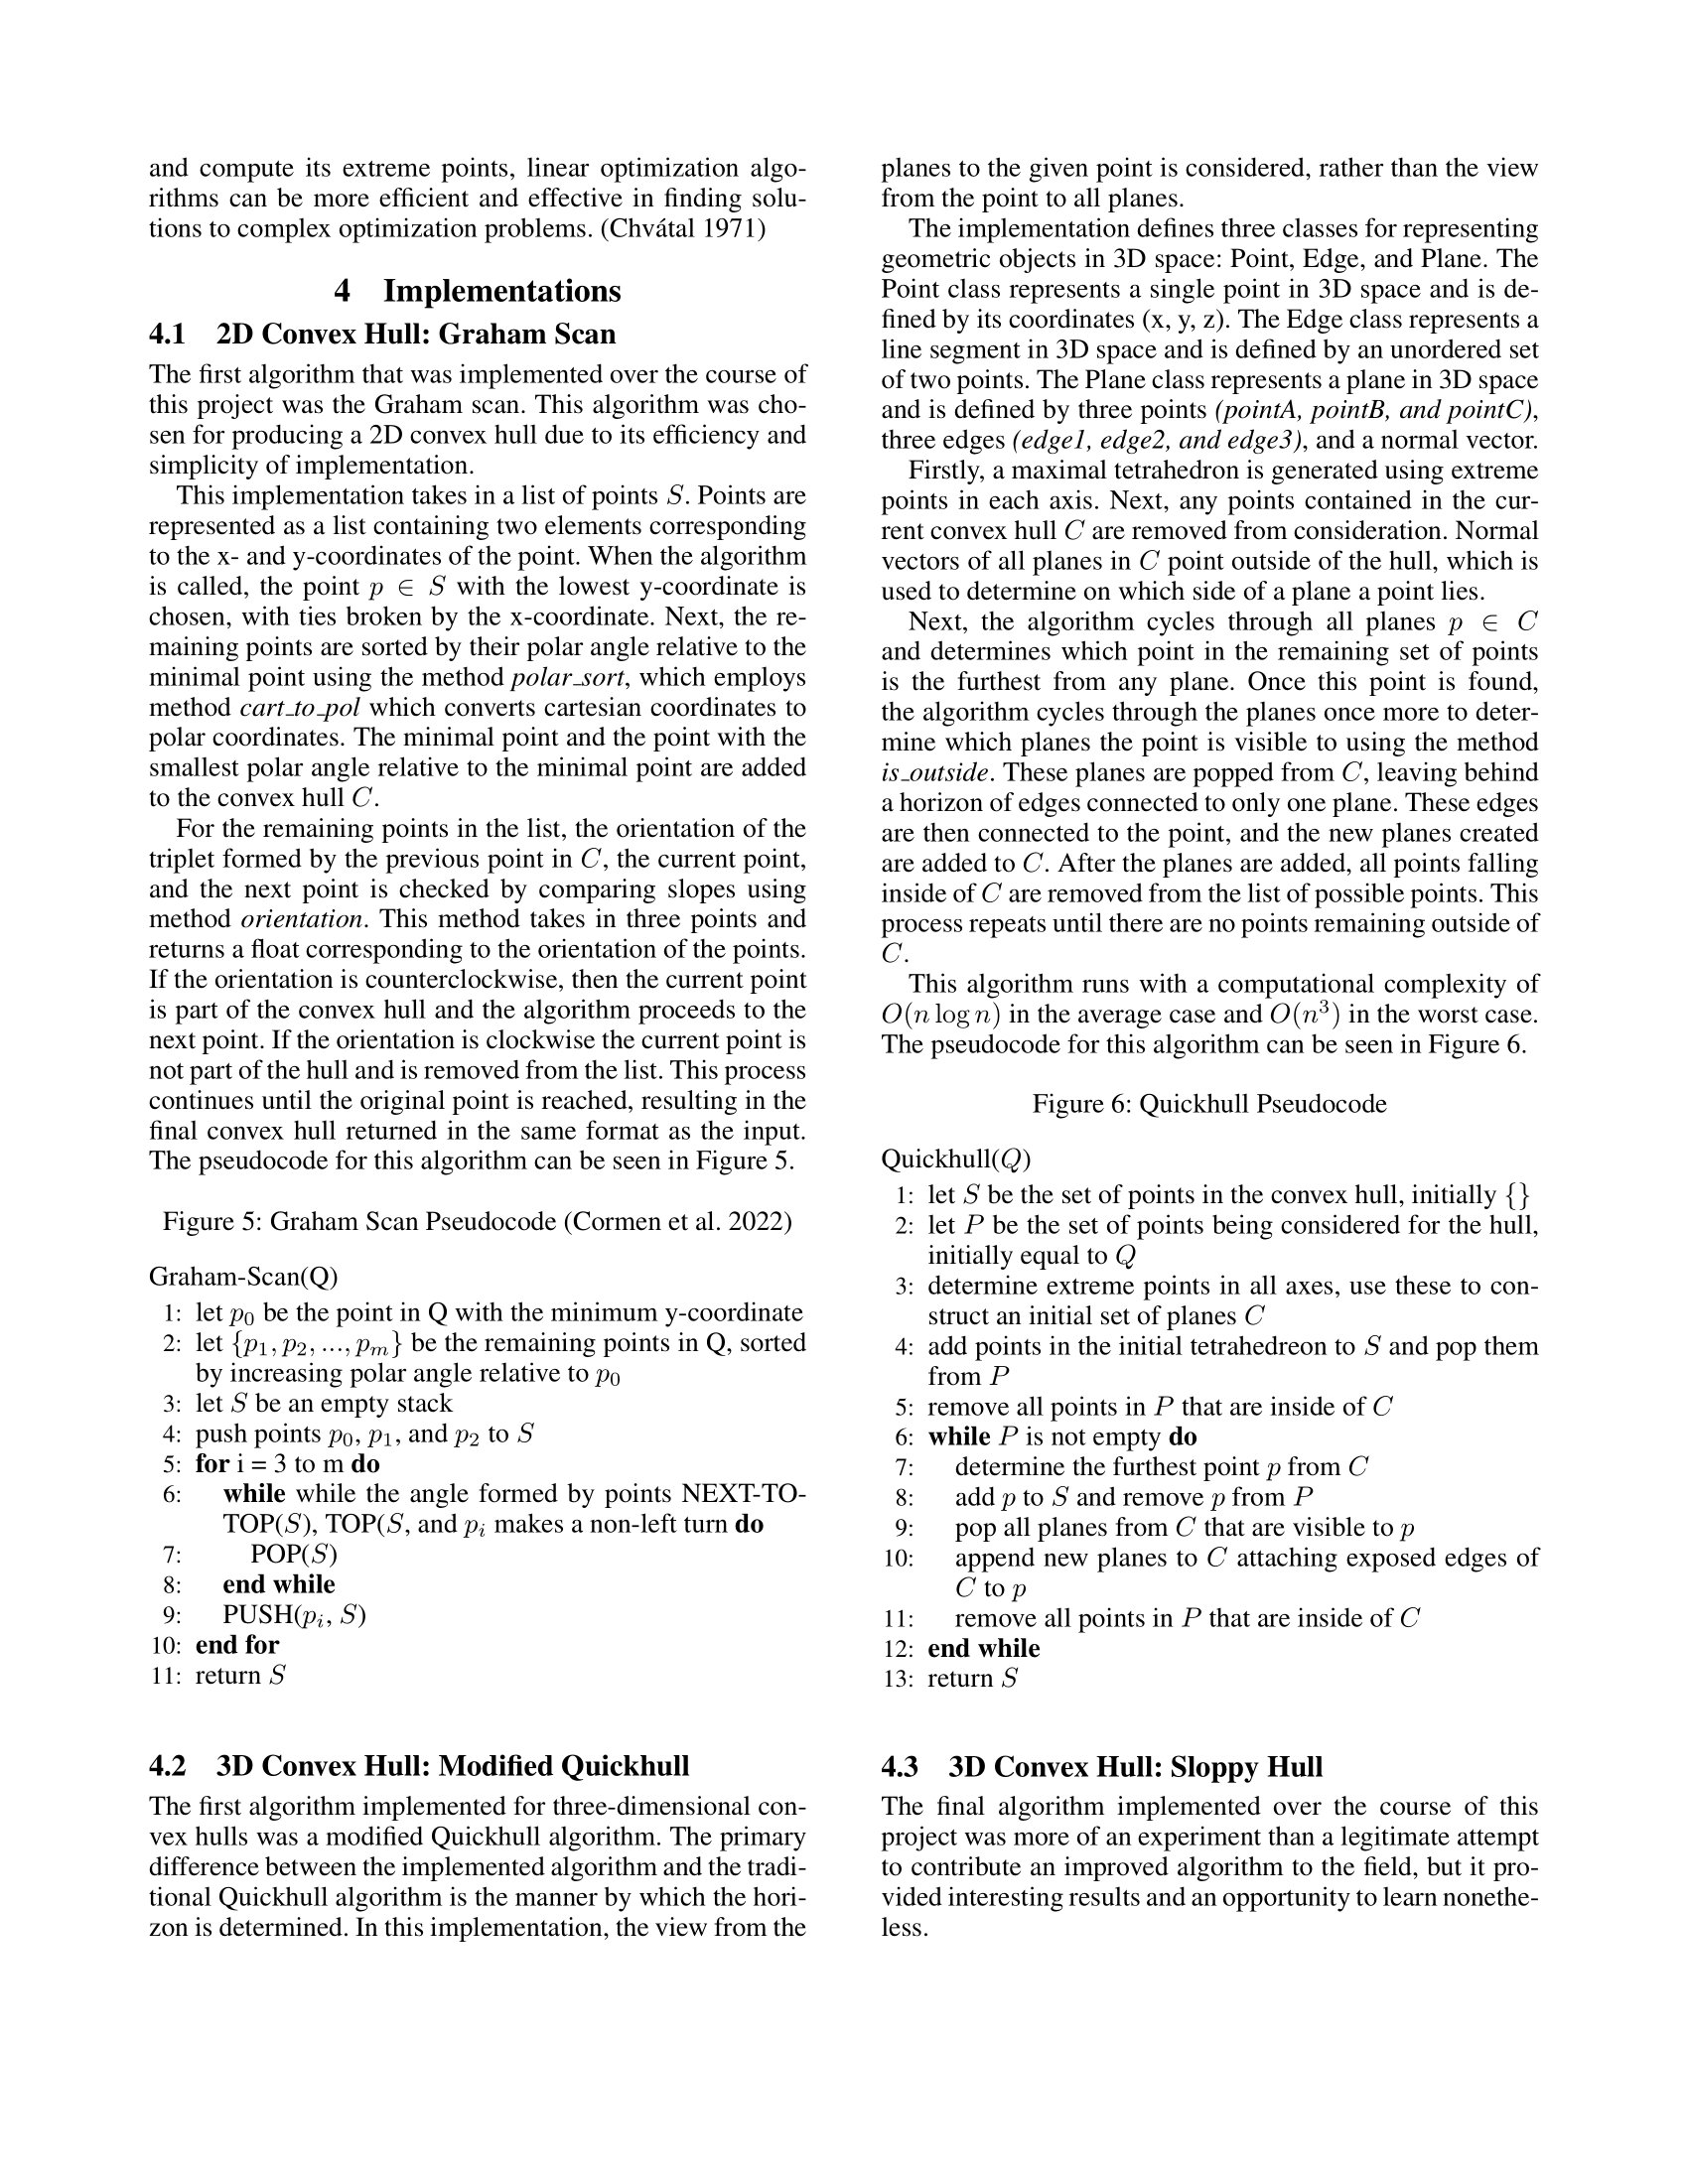 and compute its extreme points, linear optimization algo-
rithms can be more efficient and effective in finding solu-
tions to complex optimization problems. (Chvátal 1971)
4 Implementations
4.1 2D Convex Hull: Graham Scan
The first algorithm that was implemented over the course of
this project was the Graham scan. This algorithm was cho-
sen for producing a 2D convex hull due to its efficiency and
simplicity of implementation.
This implementation takes in a list of points S. Points are
represented as a list containing two elements corresponding
to the x- and y-coordinates of the point. When the algorithm
is called, the point p ∈ S with the lowest y-coordinate is
chosen, with ties broken by the x-coordinate. Next, the re-
maining points are sorted by their polar angle relative to the
minimal point using the method polar_sort, which employs
method cart_to_pol which converts cartesian coordinates to
polar coordinates. The minimal point and the point with the
smallest polar angle relative to the minimal point are added
to the convex hull C.
For the remaining points in the list, the orientation of the
triplet formed by the previous point in C, the current point,
and the next point is checked by comparing slopes using
method orientation. This method takes in three points and
returns a float corresponding to the orientation of the points.
If the orientation is counterclockwise, then the current point
is part of the convex hull and the algorithm proceeds to the
next point. If the orientation is clockwise the current point is
not part of the hull and is removed from the list. This process
continues until the original point is reached, resulting in the
final convex hull returned in the same format as the input.
The pseudocode for this algorithm can be seen in Figure 5.
Figure 5: Graham Scan Pseudocode (Cormen et al. 2022)
Graham-Scan(Q)
1: let p₀ be the point in Q with the minimum y-coordinate
2: let {p₁, p₂, ..., pₘ} be the remaining points in Q, sorted
by increasing polar angle relative to p₀
3: let S be an empty stack
4: push points p₀, p₁, and p₂ to S
5: for i = 3 to m do
6: while while the angle formed by points NEXT-TO-
TOP(S), TOP(S, and pᵢ makes a non-left turn do
7: POP(S)
8: end while
9: PUSH(pᵢ, S)
10: end for
11: return S
4.2 3D Convex Hull: Modified Quickhull
The first algorithm implemented for three-dimensional con-
vex hulls was a modified Quickhull algorithm. The primary
difference between the implemented algorithm and the tradi-
tional Quickhull algorithm is the manner by which the hori-
zon is determined. In this implementation, the view from the
planes to the given point is considered, rather than the view
from the point to all planes.
The implementation defines three classes for representing
geometric objects in 3D space: Point, Edge, and Plane. The
Point class represents a single point in 3D space and is de-
fined by its coordinates (x, y, z). The Edge class represents a
line segment in 3D space and is defined by an unordered set
of two points. The Plane class represents a plane in 3D space
and is defined by three points (pointA, pointB, and pointC),
three edges (edge1, edge2, and edge3), and a normal vector.
Firstly, a maximal tetrahedron is generated using extreme
points in each axis. Next, any points contained in the cur-
rent convex hull C are removed from consideration. Normal
vectors of all planes in C point outside of the hull, which is
used to determine on which side of a plane a point lies.
Next, the algorithm cycles through all planes p ∈ C
and determines which point in the remaining set of points
is the furthest from any plane. Once this point is found,
the algorithm cycles through the planes once more to deter-
mine which planes the point is visible to using the method
is_outside. These planes are popped from C, leaving behind
a horizon of edges connected to only one plane. These edges
are then connected to the point, and the new planes created
are added to C. After the planes are added, all points falling
inside of C are removed from the list of possible points. This
process repeats until there are no points remaining outside of
C.
This algorithm runs with a computational complexity of
O(n log n) in the average case and O(n³) in the worst case.
The pseudocode for this algorithm can be seen in Figure 6.
Figure 6: Quickhull Pseudocode
Quickhull(Q)
1: let S be the set of points in the convex hull, initially {}
2: let P be the set of points being considered for the hull,
initially equal to Q
3: determine extreme points in all axes, use these to con-
struct an initial set of planes C
4: add points in the initial tetrahedreon to S and pop them
from P
5: remove all points in P that are inside of C
6: while P is not empty do
7: determine the furthest point p from C
8: add p to S and remove p from P
9: pop all planes from C that are visible to p
10: append new planes to C attaching exposed edges of
C to p
11: remove all points in P that are inside of C
12: end while
13: return S
4.3 3D Convex Hull: Sloppy Hull
The final algorithm implemented over the course of this
project was more of an experiment than a legitimate attempt
to contribute an improved algorithm to the field, but it pro-
vided interesting results and an opportunity to learn nonethe-
less.